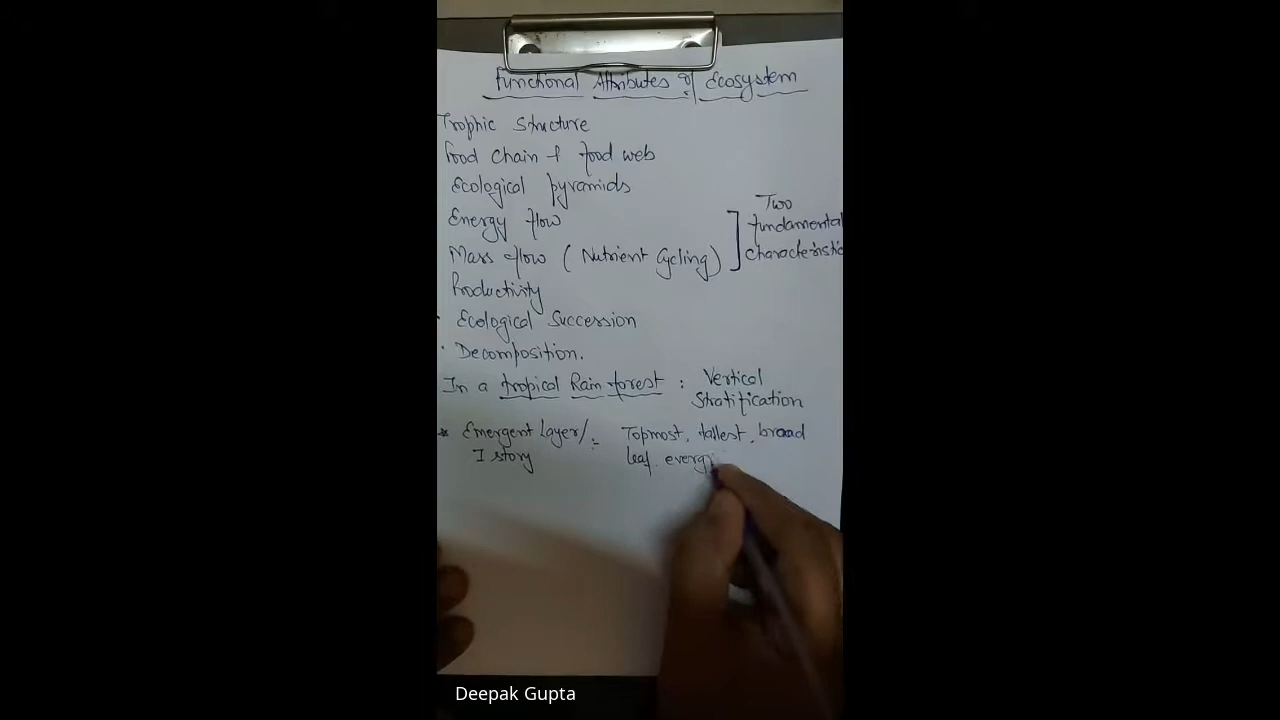 Functional Attributes of Ecosystem
Trophic Structure
Food Chain & food web
Ecological pyramids
Energy flow
Mass flow ( Nutrient Cycling)
Two
fundamental
characteristic
Productivity
· Ecological Succession
· Decomposition.
In a tropical Rain forest : Vertical
Stratification
* Emergent Layer/ : Topmost, tallest, broad
I story leaf everg
Deepak Gupta